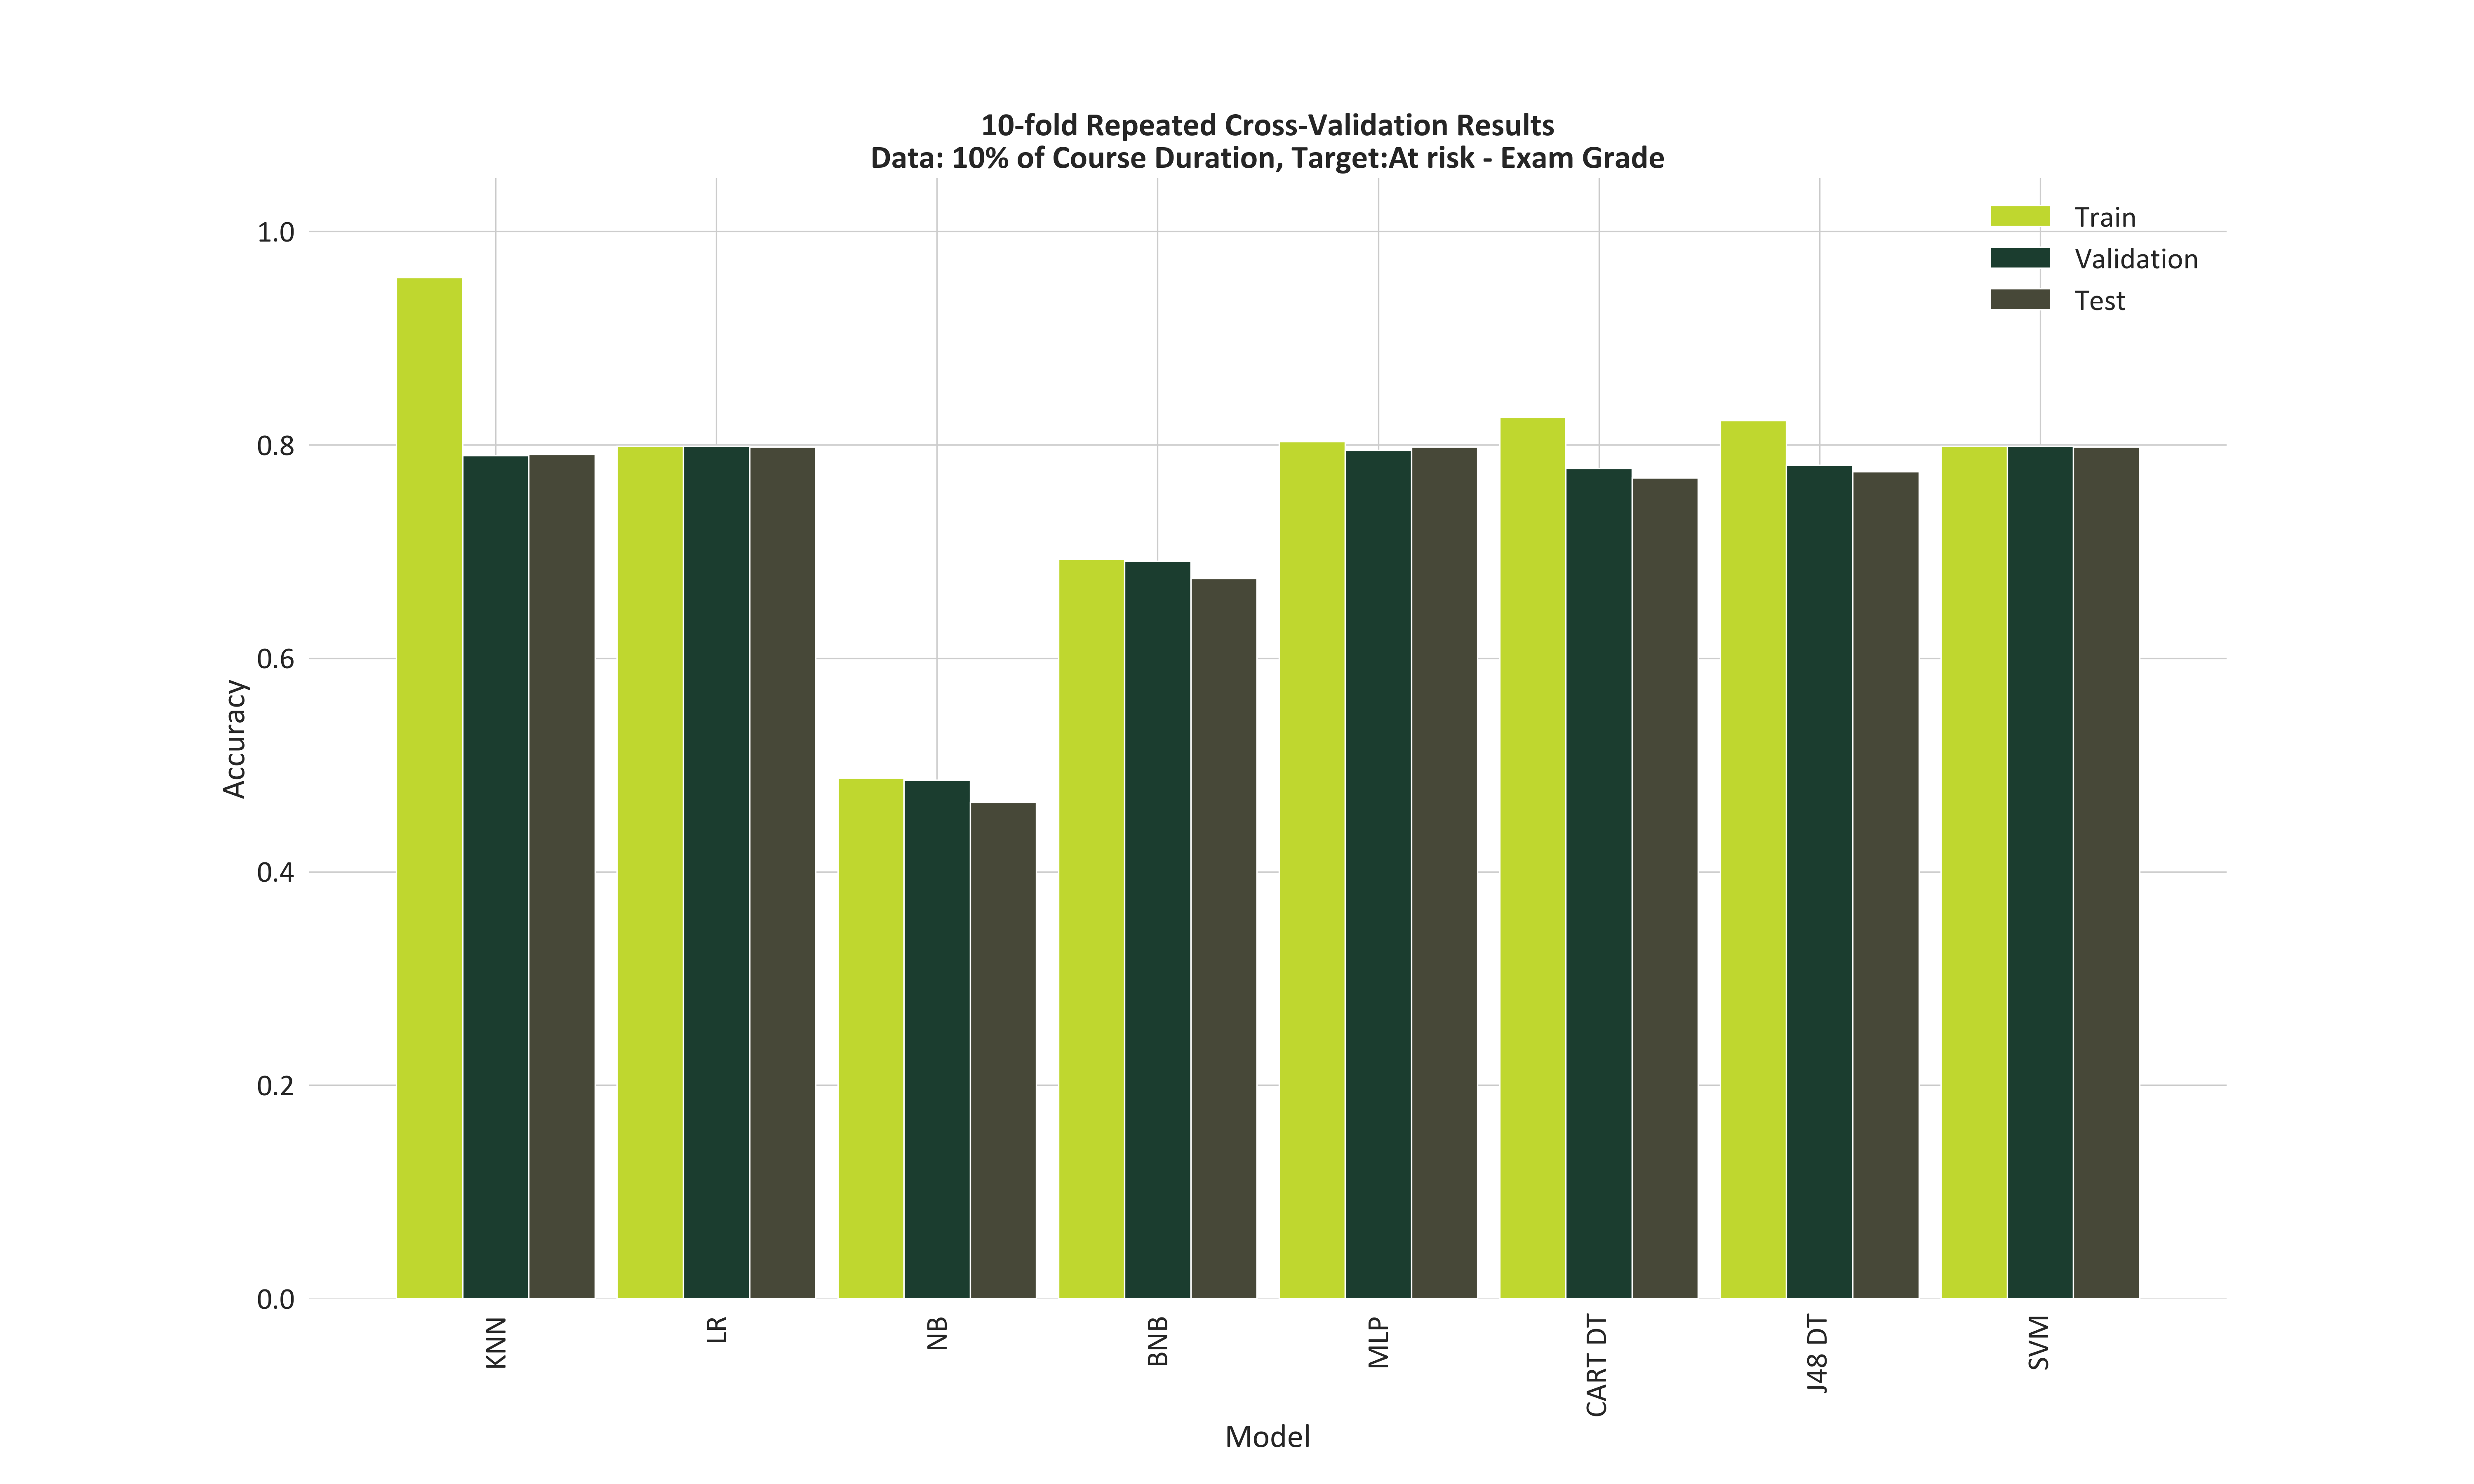 10-fold Repeated Cross-Validation Results
Data: 10% of Course Duration, Target:At risk - Exam Grade
Train
Validation
Test
1.0
0.8
0.6
0.4
0.2
0.0
Accuracy
KNN
LR
NB
BNB
MLP
CART DT
J48 DT
SVM
Model